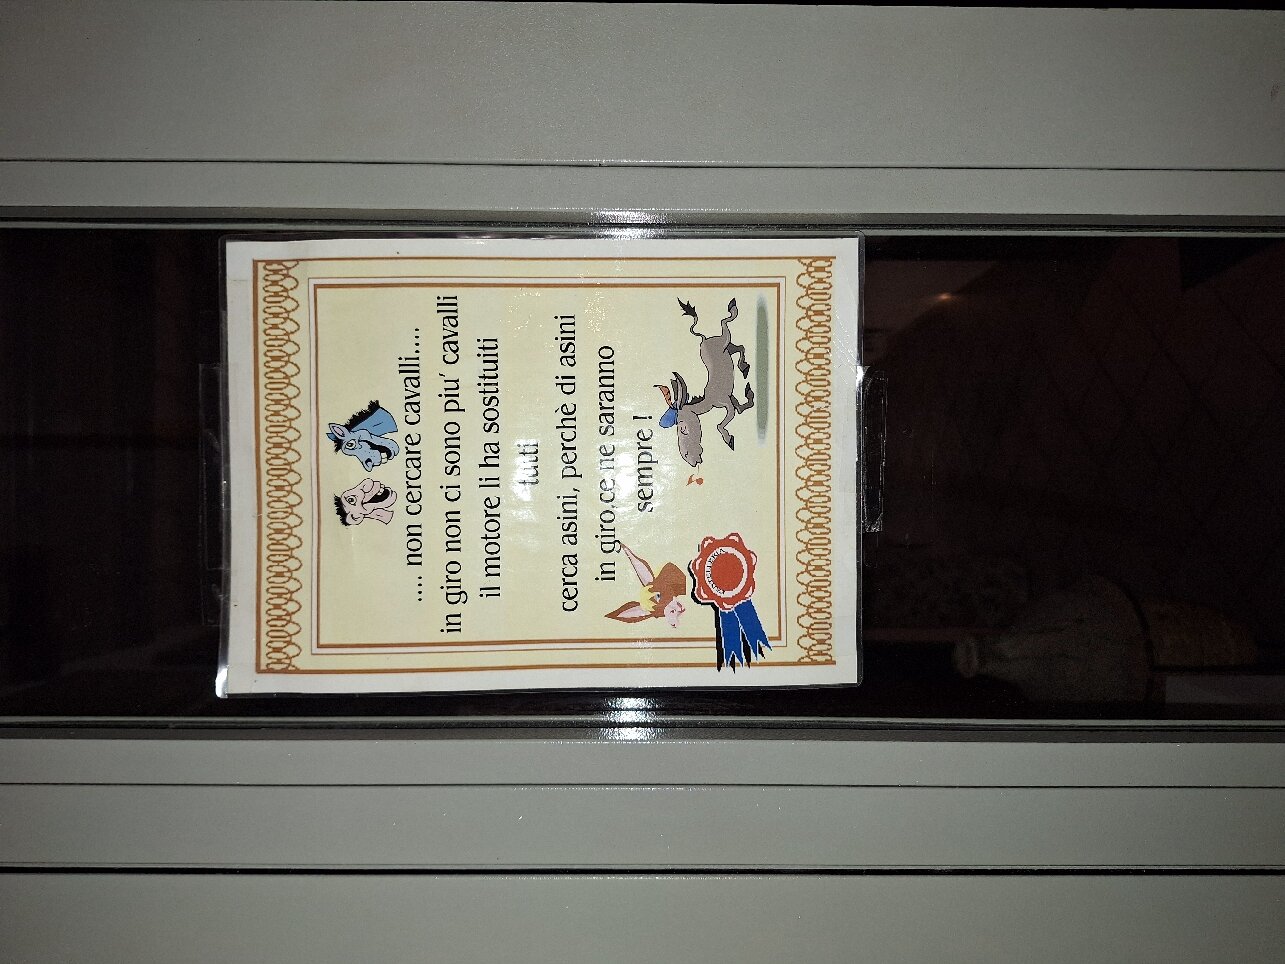 .... non cercare cavalli....
in giro non ci sono piu' cavalli
il motore li ha sostituiti
tutti
cerca asini, perchè di asini
in giro,ce ne saranno
sempre !